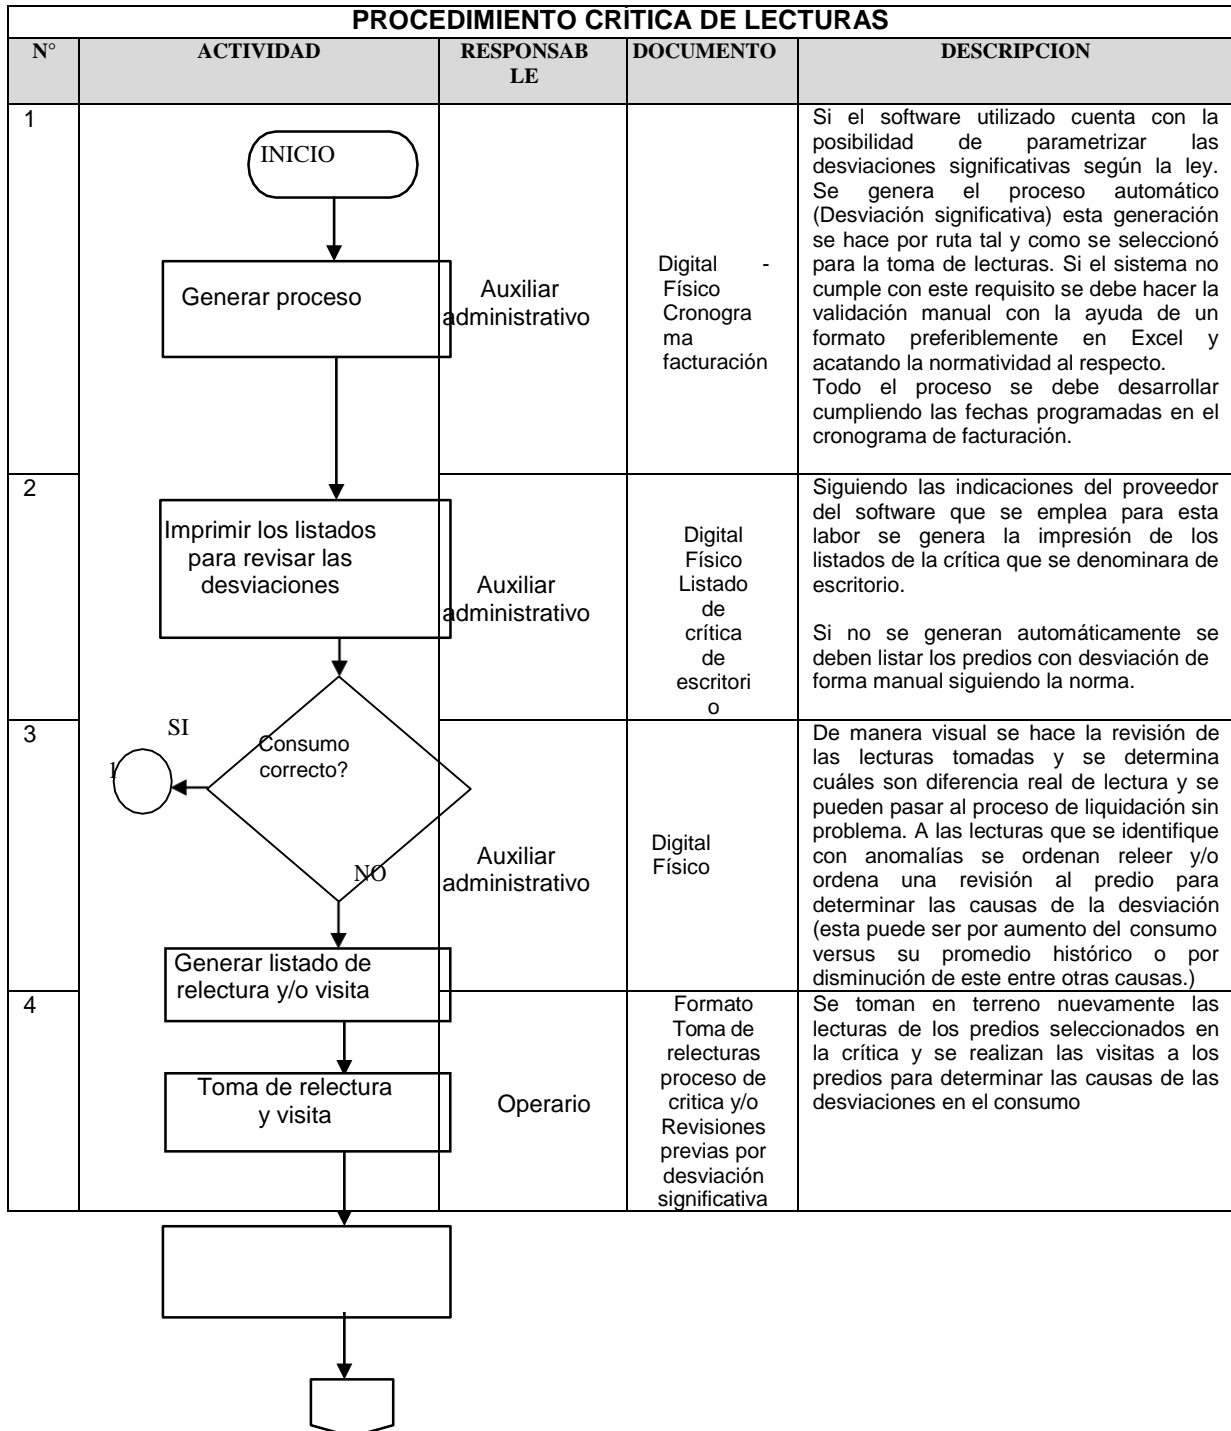 PROCEDIMIENTO CRÍTICA DE LECTURAS
N°
ACTIVIDAD
RESPONSAB
LE
DOCUMENTO
DESCRIPCION
1
INICIO
Generar proceso
Auxiliar
administrativo
Digital -
Físico
Cronogra
ma
facturación
Si el software utilizado cuenta con la
posibilidad de parametrizar las
desviaciones significativas según la ley.
Se genera el proceso automático
(Desviación significativa) esta generación
se hace por ruta tal y como se seleccionó
para la toma de lecturas. Si el sistema no
cumple con este requisito se debe hacer la
validación manual con la ayuda de un
formato preferiblemente en Excel y
acatando la normatividad al respecto.
Todo el proceso se debe desarrollar
cumpliendo las fechas programadas en el
cronograma de facturación.
2
Imprimir los listados
para revisar las
desviaciones
Auxiliar
administrativo
Digital
Físico
Listado
de
crítica
de
escritori
o
Siguiendo las indicaciones del proveedor
del software que se emplea para esta
labor se genera la impresión de los
listados de la crítica que se denominara de
escritorio.
Si no se generan automáticamente se
deben listar los predios con desviación de
forma manual siguiendo la norma.
3
SI
1
Consumo
correcto?
NO
Generar listado de
relectura y/o visita
Auxiliar
administrativo
Digital
Físico
De manera visual se hace la revisión de
las lecturas tomadas y se determina
cuáles son diferencia real de lectura y se
pueden pasar al proceso de liquidación sin
problema. A las lecturas que se identifique
con anomalías se ordenan releer y/o
ordena una revisión al predio para
determinar las causas de la desviación
(esta puede ser por aumento del consumo
versus su promedio histórico o por
disminución de este entre otras causas.)
4
Toma de relectura
y visita
Operario
Formato
Toma de
relecturas
proceso de
critica y/o
Revisiones
previas por
desviación
significativa
Se toman en terreno nuevamente las
lecturas de los predios seleccionados en
la crítica y se realizan las visitas a los
predios para determinar las causas de las
desviaciones en el consumo